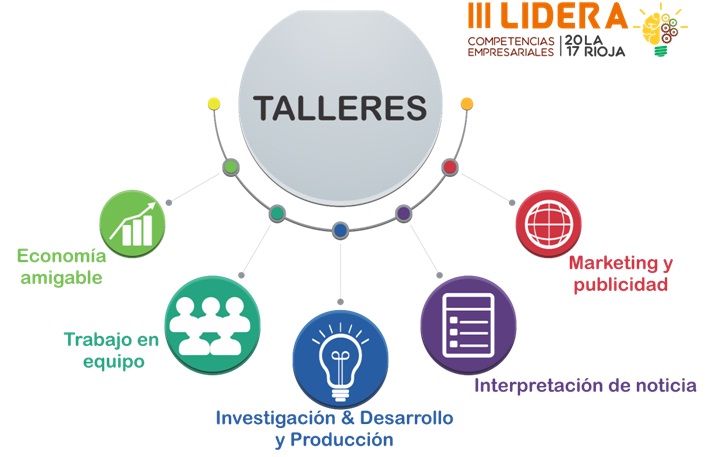 III LIDERA
COMPETENCIAS
EMPRESARIALES
20 LA
17 RIOJA
TALLERES
Economía
amigable
Trabajo en
equipo
Investigación & Desarrollo
y Producción
Interpretación de noticia
Marketing y
publicidad